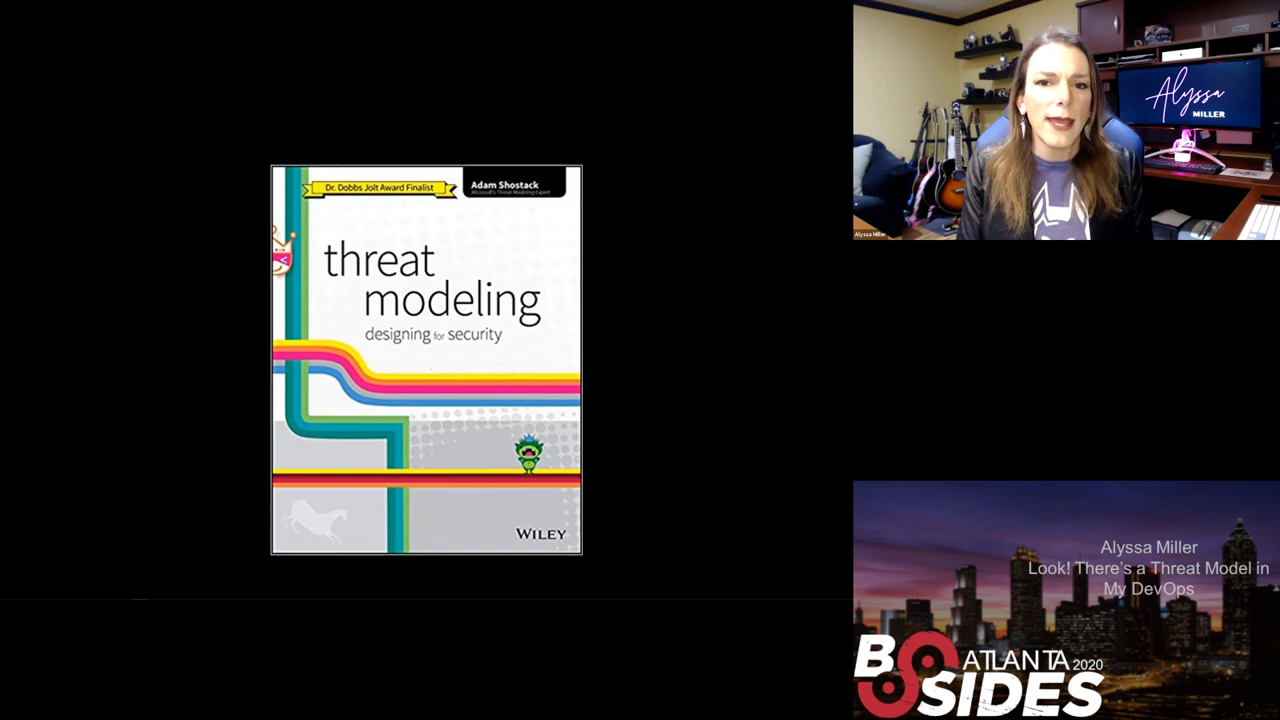 Dr. Dobbs Jolt Award Finalist
Adam Shostack
Microsoft's Threat Modeling Expert
threat
modeling
designing for security
WILEY
Alyssa
MILLER
Alyssa Miller
Alyssa Miller
Look! There's a Threat Model in
My DevOps
BSIDES
ATLANTA 2020